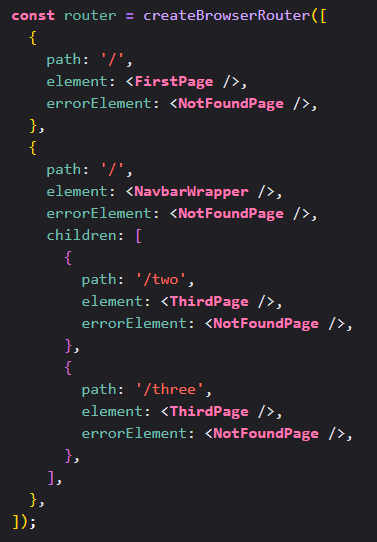 const router = createBrowserRouter([
  {
    path: '/',
    element: <FirstPage />,
    errorElement: <NotFoundPage />,
  },
  {
    path: '/',
    element: <NavbarWrapper />,
    errorElement: <NotFoundPage />,
    children: [
      {
        path: '/two',
        element: <ThirdPage />,
        errorElement: <NotFoundPage />,
      },
      {
        path: '/three',
        element: <ThirdPage />,
        errorElement: <NotFoundPage />,
      },
    ],
  },
]);